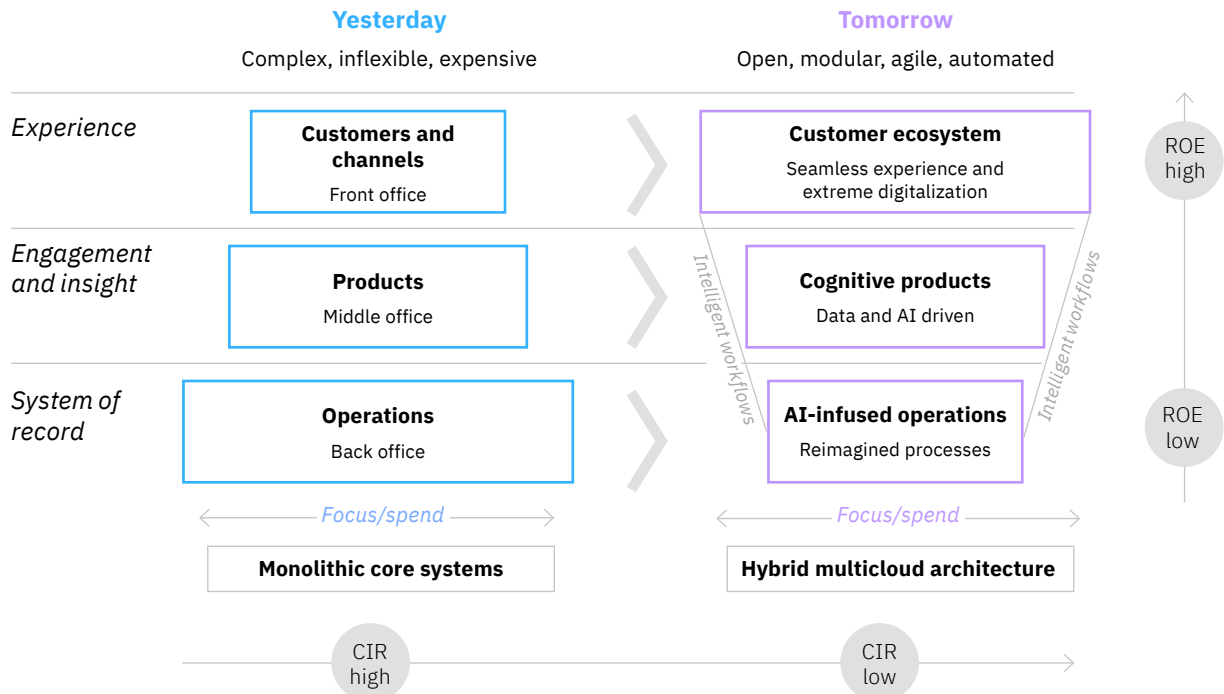 Yesterday
Tomorrow
Complex, inflexible, expensive
Open, modular, agile, automated
Experience
Customers and
channels
Front office
Customer ecosystem
Seamless experience and
extreme digitalization
ROE
high
Engagement
and insight
Products
Middle office
Intelligent workflows
Cognitive products
Data and AI driven
Intelligent workflows
System of
record
Operations
Back office
AI-infused operations
Reimagined processes
ROE
low
Focus/spend
Focus/spend
Monolithic core systems
Hybrid multicloud architecture
CIR
high
CIR
low